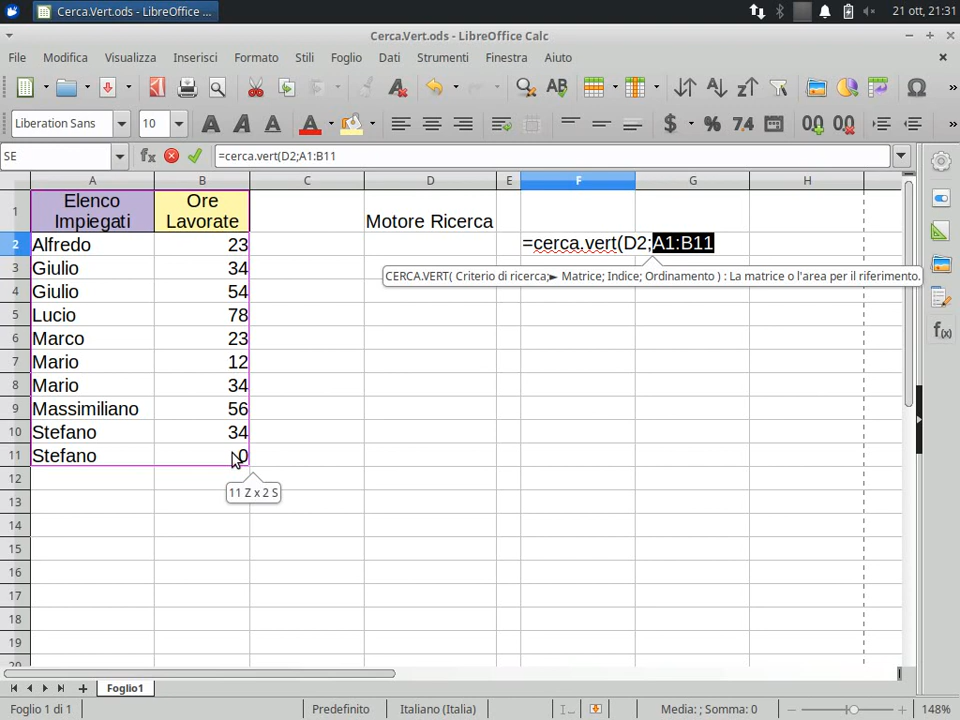 Cerca.Vert.ods - LibreOffice ...
21 ott, 21:31
Cerca.Vert.ods - LibreOffice Calc
File Modifica Visualizza Inserisci Formato Stili Foglio Dati Strumenti Finestra Aiuto
Liberation Sans 10
SE =cerca.vert(D2;A1:B11
A B C D E F G H
1 Elenco Impiegati Ore Lavorate Motore Ricerca
2 Alfredo 23 =cerca.vert(D2;A1:B11
CERCA.VERT( Criterio di ricerca;► Matrice; Indice; Ordinamento ) : La matrice o l'area per il riferimento.
3 Giulio 34
4 Giulio 54
5 Lucio 78
6 Marco 23
7 Mario 12
8 Mario 34
9 Massimiliano 56
10 Stefano 34
11 Stefano 0
11 Z x 2 S
12
13
14
15
16
17
18
19
20
Foglio1
Foglio 1 di 1 Predefinito Italiano (Italia) Media: ; Somma: 0 148%